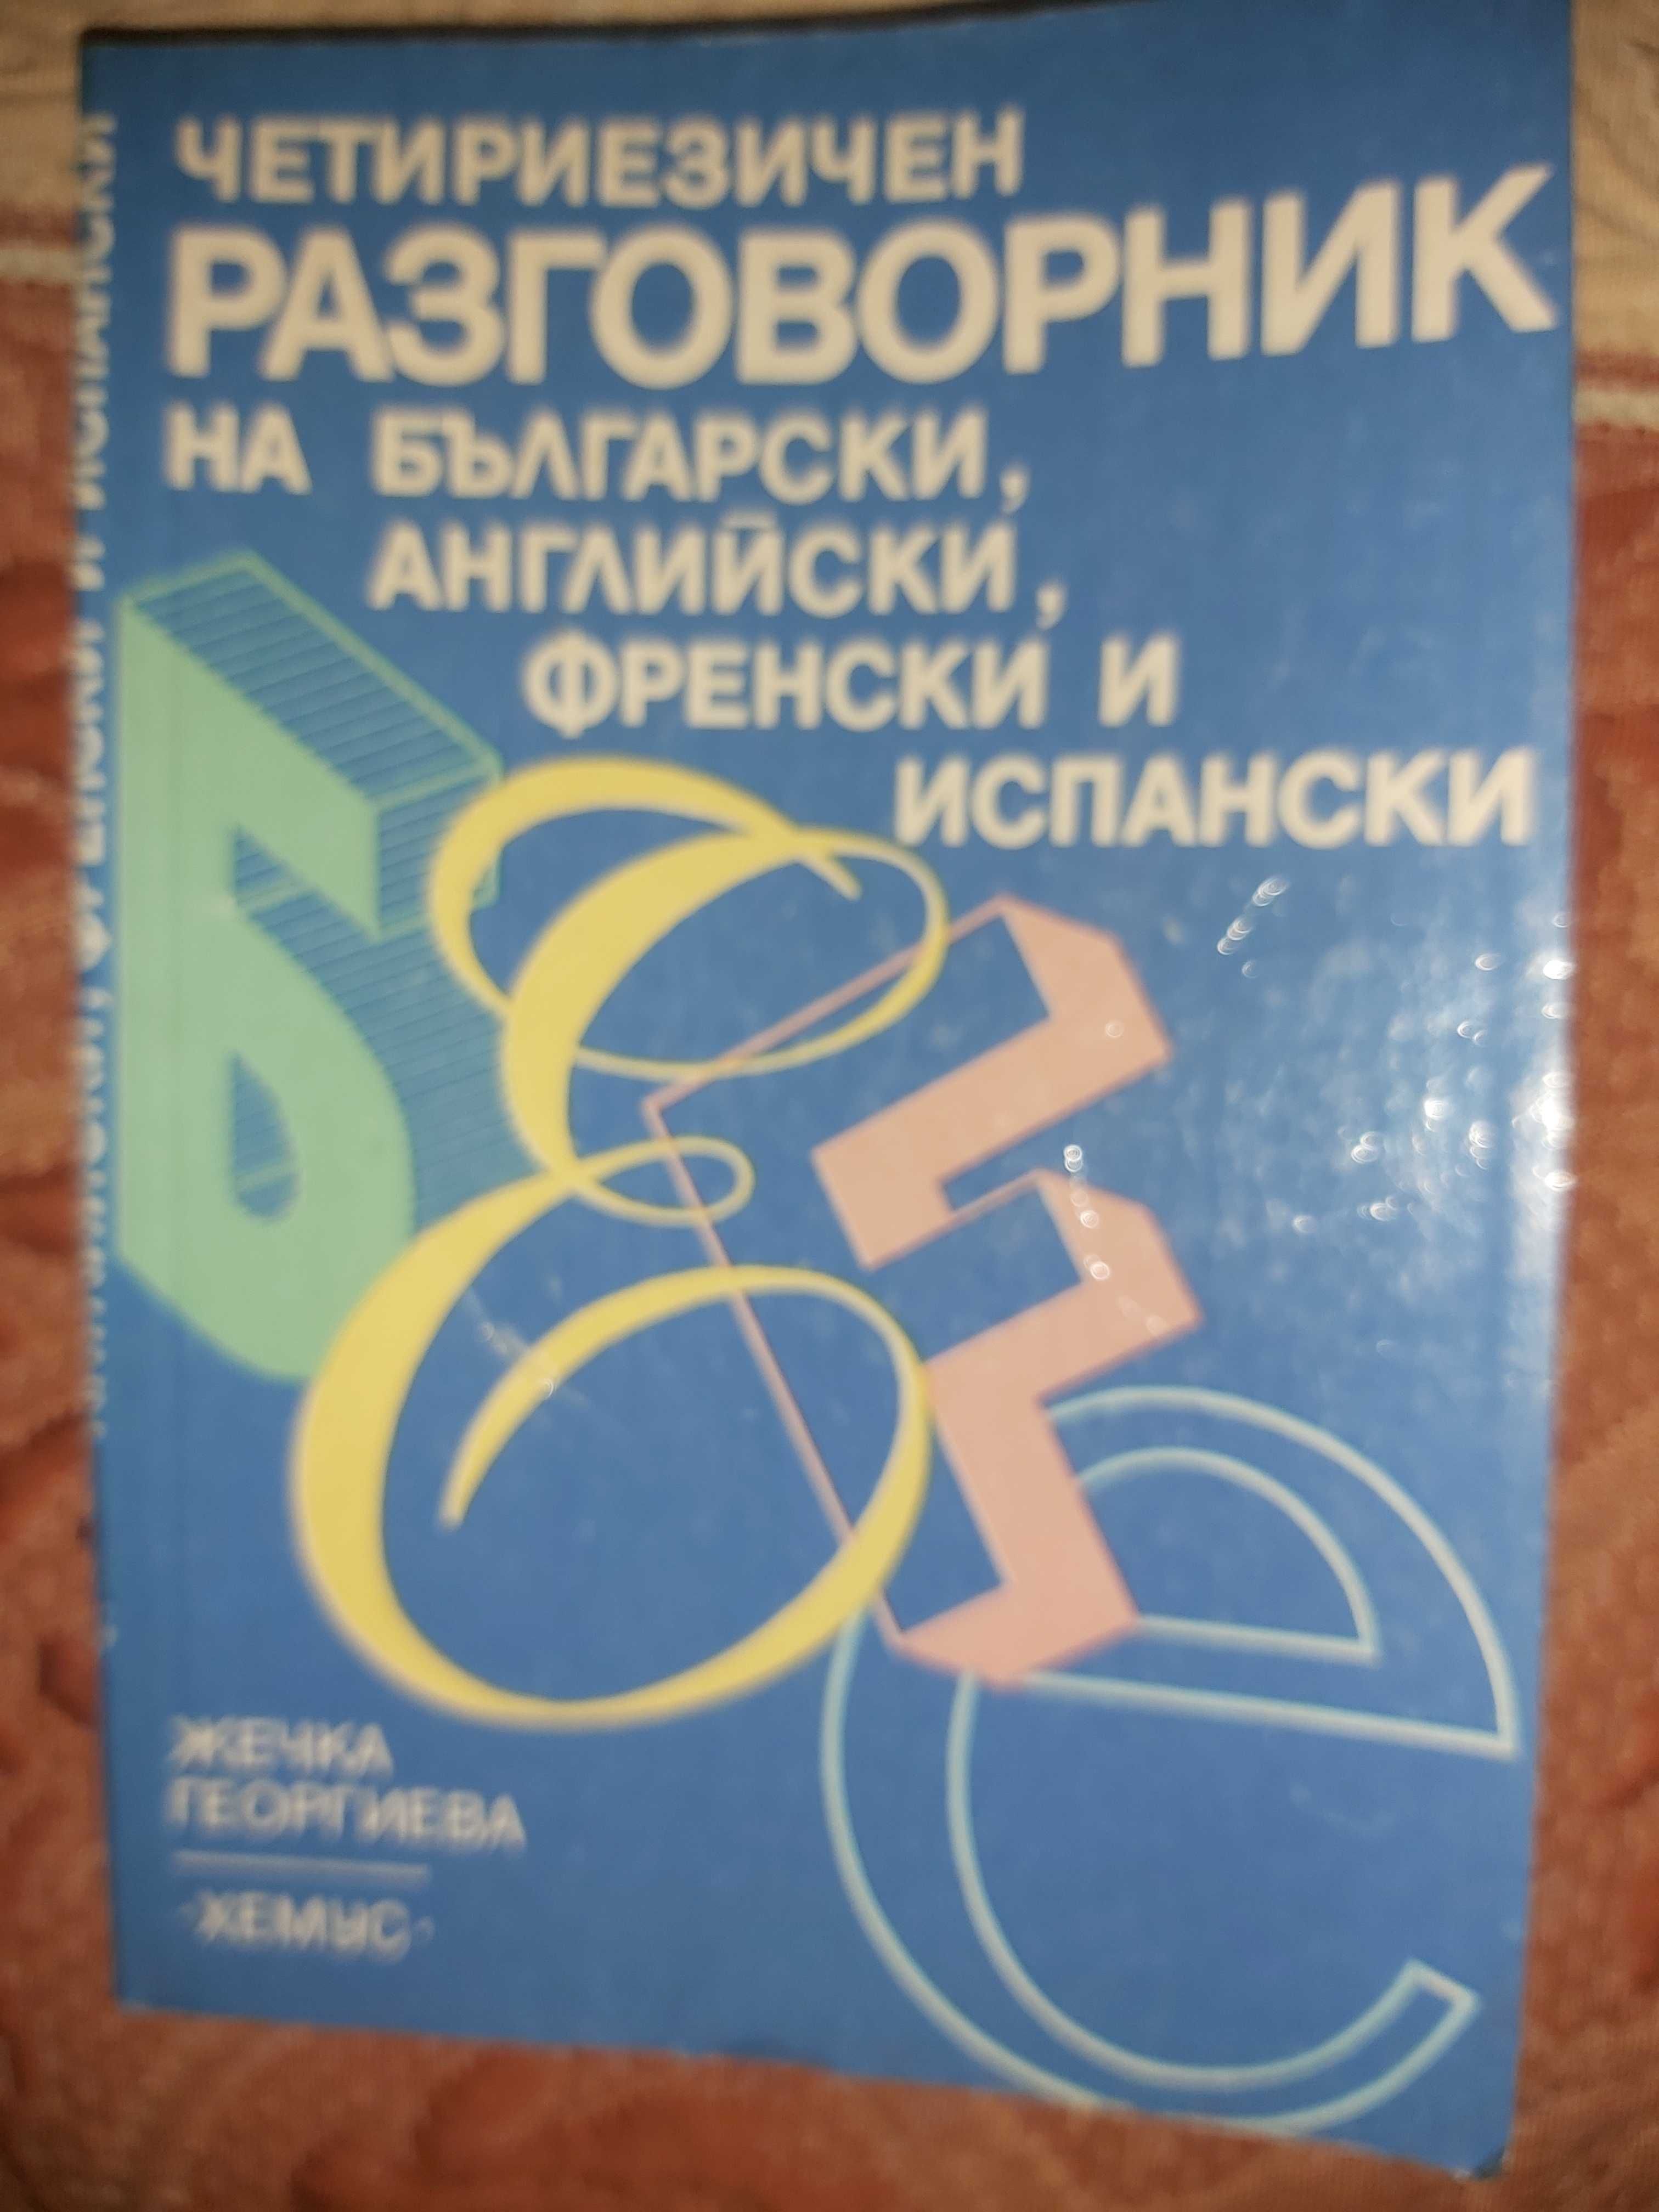 ЧЕТИРИЕЗИЧЕН
РАЗГОВОРНИК
НА БЪЛГАРСКИ,
АНГЛИЙСКИ,
ФРЕНСКИ И
ИСПАНСКИ
Б
E
F
e
ЖЕЧКА
ГЕОРГИЕВА
·ХЕМУС·